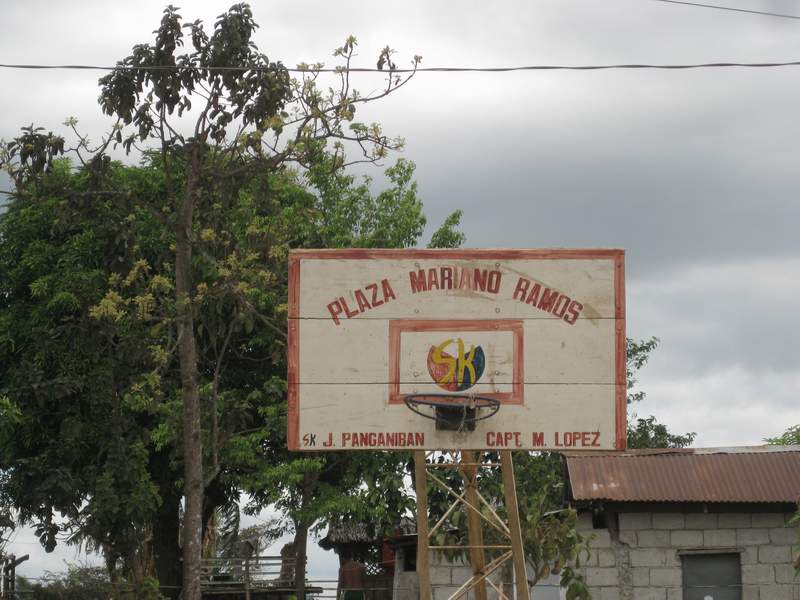 PLAZA MARIANO RAMOS
SK
SK J. PANGANIBAN CAPT. M. LOPEZ